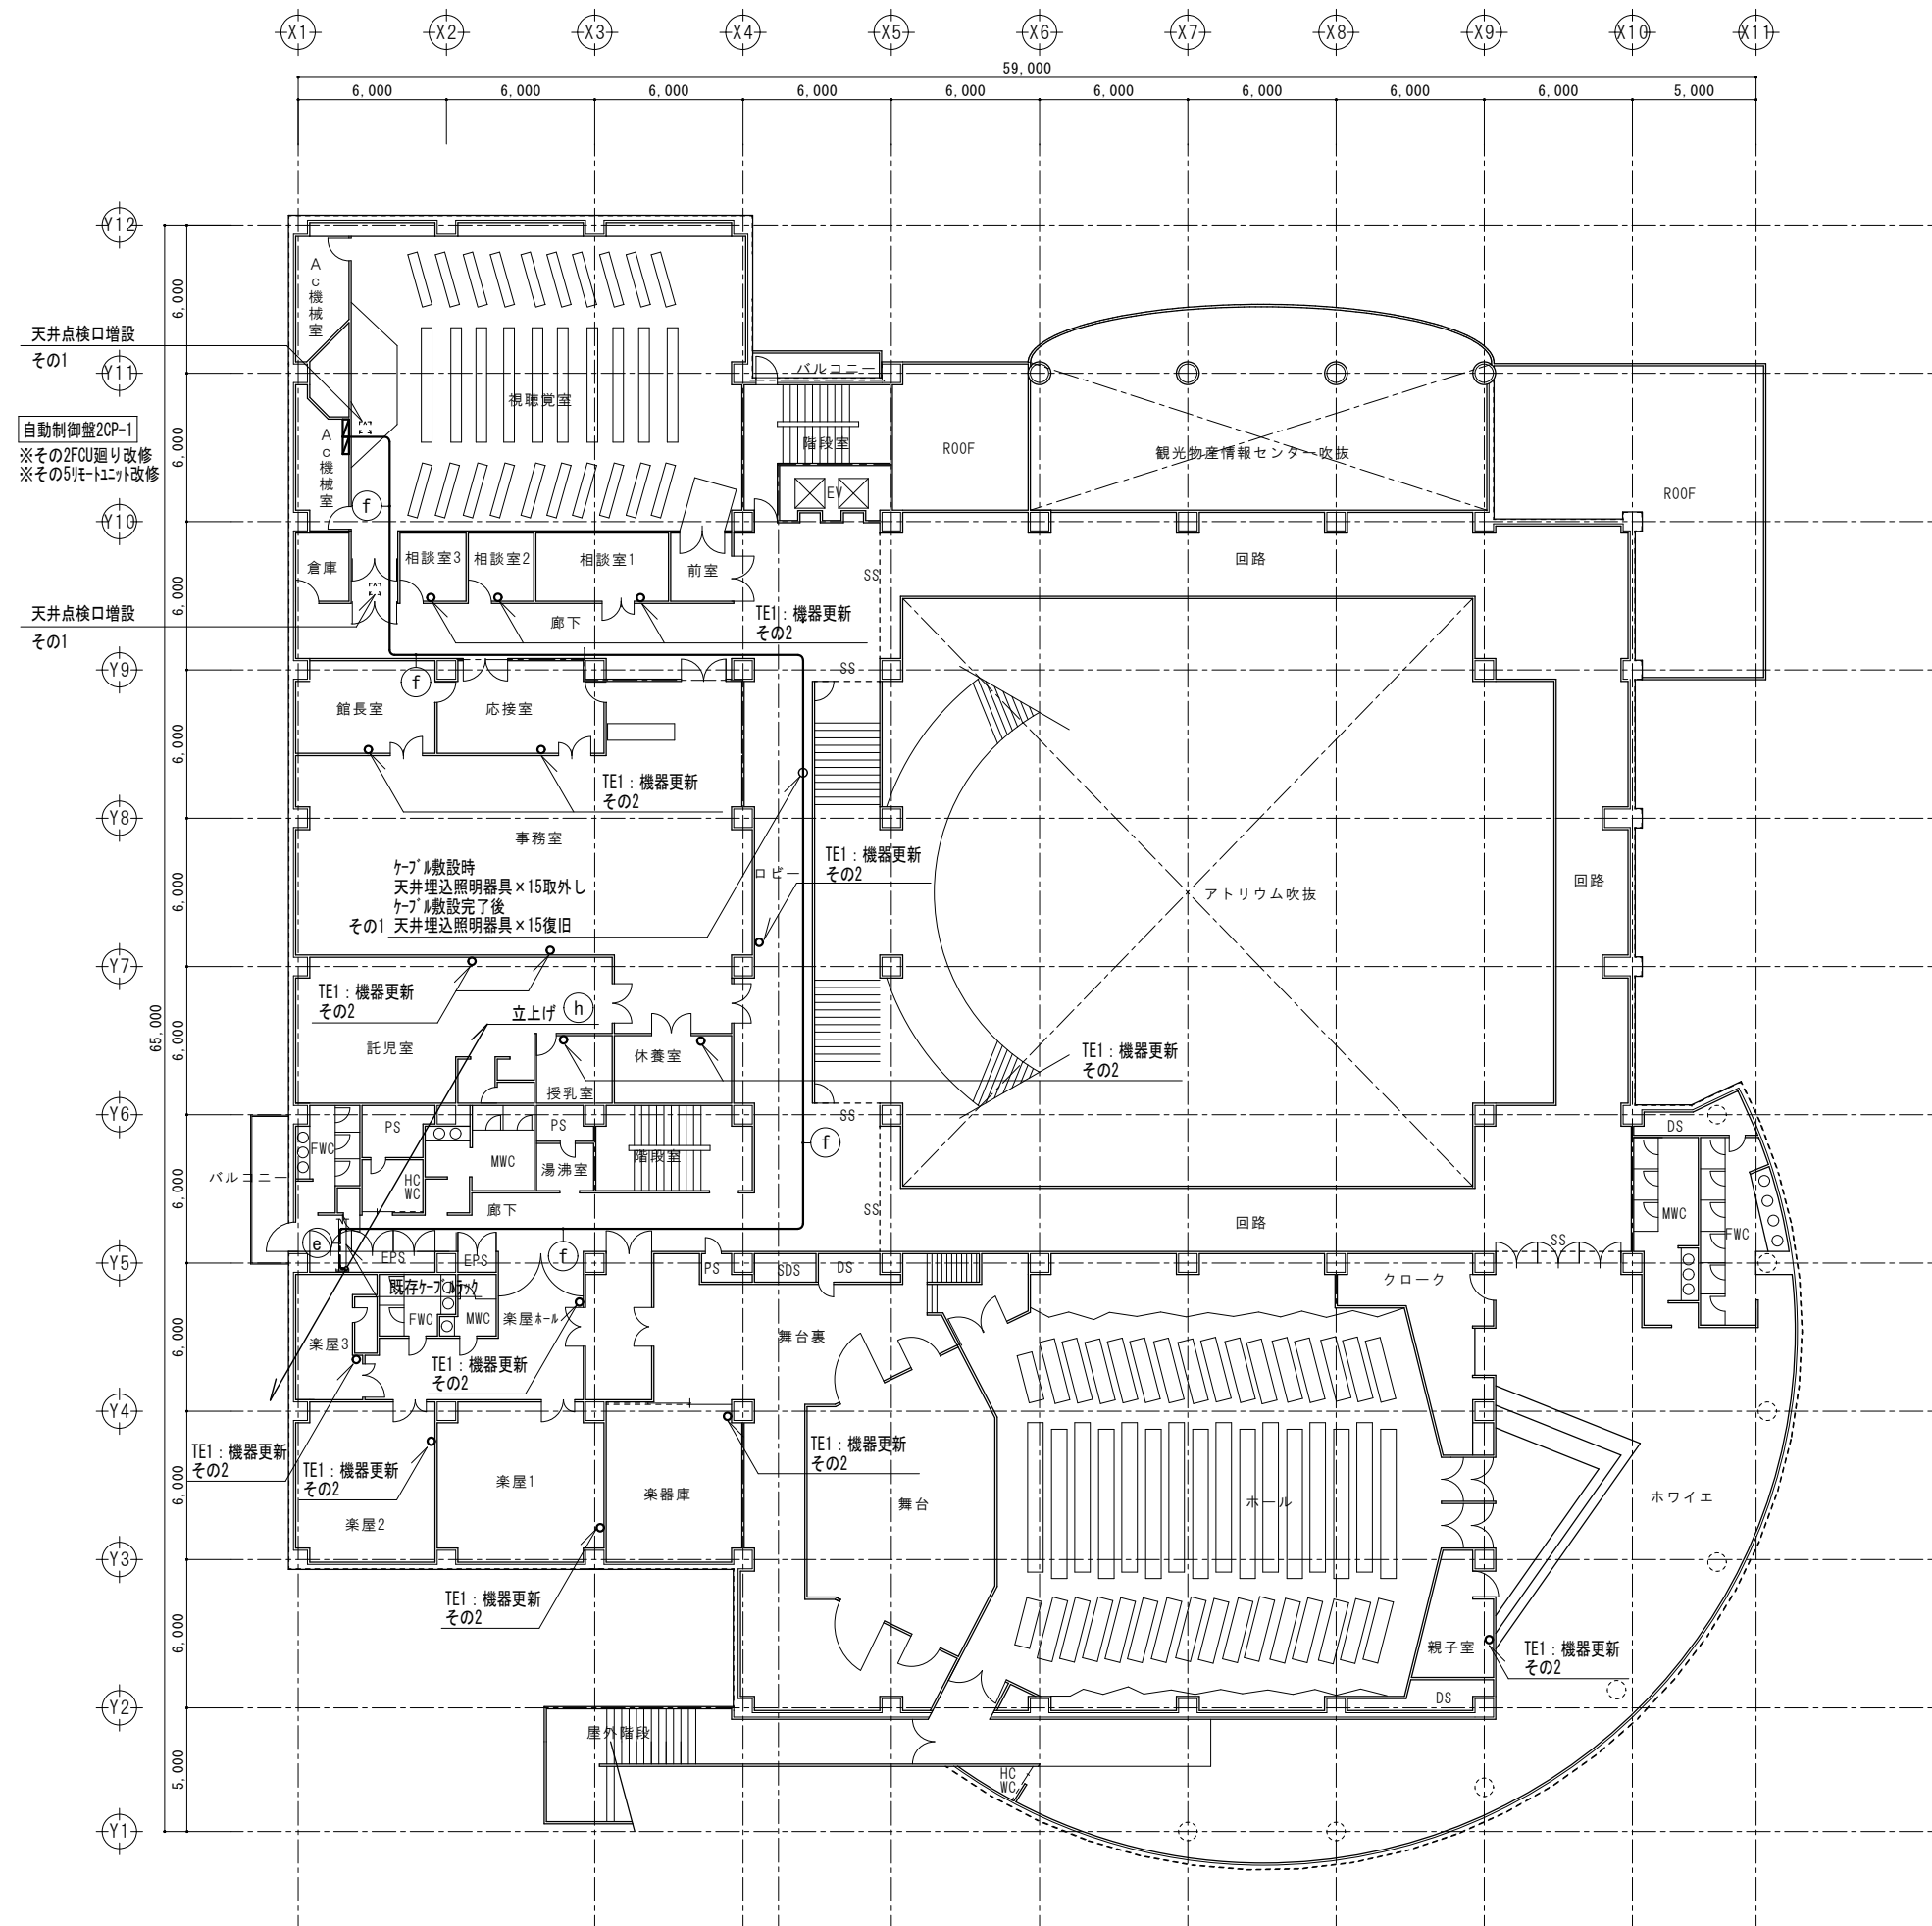 X1 X2 X3 X4 X5 X6 X7 X8 X9 X10 X11
59,000
6,000 6,000 6,000 6,000 6,000 6,000 6,000 6,000 6,000 5,000
Y12
6,000
Ac機械室
天井点検口増設
その1
Y11
バルコニー
視聴覚室
自動制御盤2CP-1
※その2FCU廻り改修
※その5リモートユニット改修
6,000
Ac機械室
階段室
ROOF
観光物産情報センター吹抜
EV
ROOF
f
Y10
倉庫
相談室3
相談室2
相談室1
前室
SS
回路
6,000
天井点検口増設
その1
廊下
TE1：機器更新
その2
Y9
SS
f
館長室
応接室
6,000
TE1：機器更新
その2
Y8
事務室
ケーブル敷設時
天井埋込照明器具×15取外し
ケーブル敷設完了後
その1 天井埋込照明器具×15復旧
ロビー
TE1：機器更新
その2
6,000
アトリウム吹抜
回路
Y7
TE1：機器更新
その2
立上げ
h
65,000
6,000
託児室
休養室
授乳室
TE1：機器更新
その2
Y6
SS
DS
FWC
PS
PS
MWC
湯沸室
階段室
f
HC
WC
バルコニー
6,000
廊下
SS
回路
MWC
FWC
SS
e
EPS
EPS
f
Y5
PS
SDS
DS
クローク
既存ケーブルラック
FWC
MWC
楽屋ホール
楽屋3
舞台裏
6,000
TE1：機器更新
その2
Y4
TE1：機器更新
その2
TE1：機器更新
その2
TE1：機器更新
その2
6,000
楽屋2
楽屋1
楽器庫
舞台
ホール
ホワイエ
Y3
TE1：機器更新
その2
6,000
親子室
TE1：機器更新
その2
DS
Y2
屋外階段
5,000
HC
WC
Y1